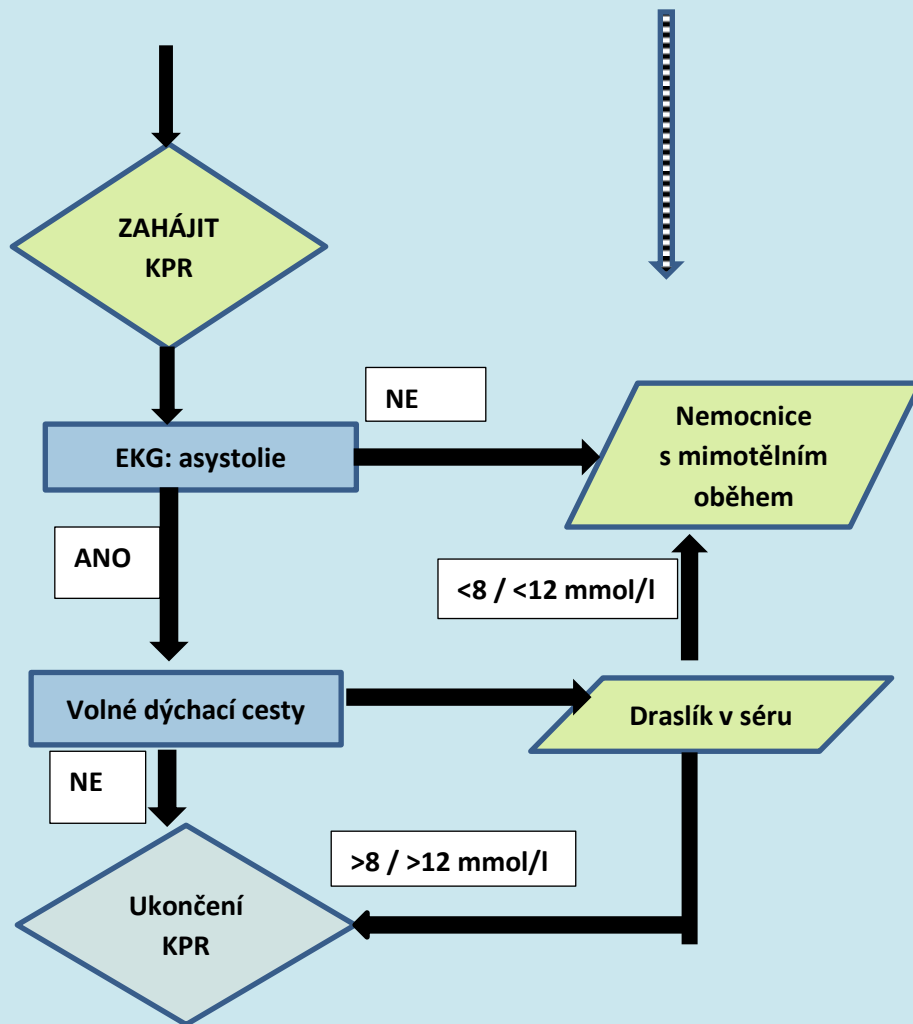 ZAHÁJIT
KPR
NE
EKG: asystolie
Nemocnice
s mimotělním
oběhem
ANO
<8 / <12 mmol/l
Volné dýchací cesty
Draslík v séru
NE
>8 / >12 mmol/l
Ukončení
KPR